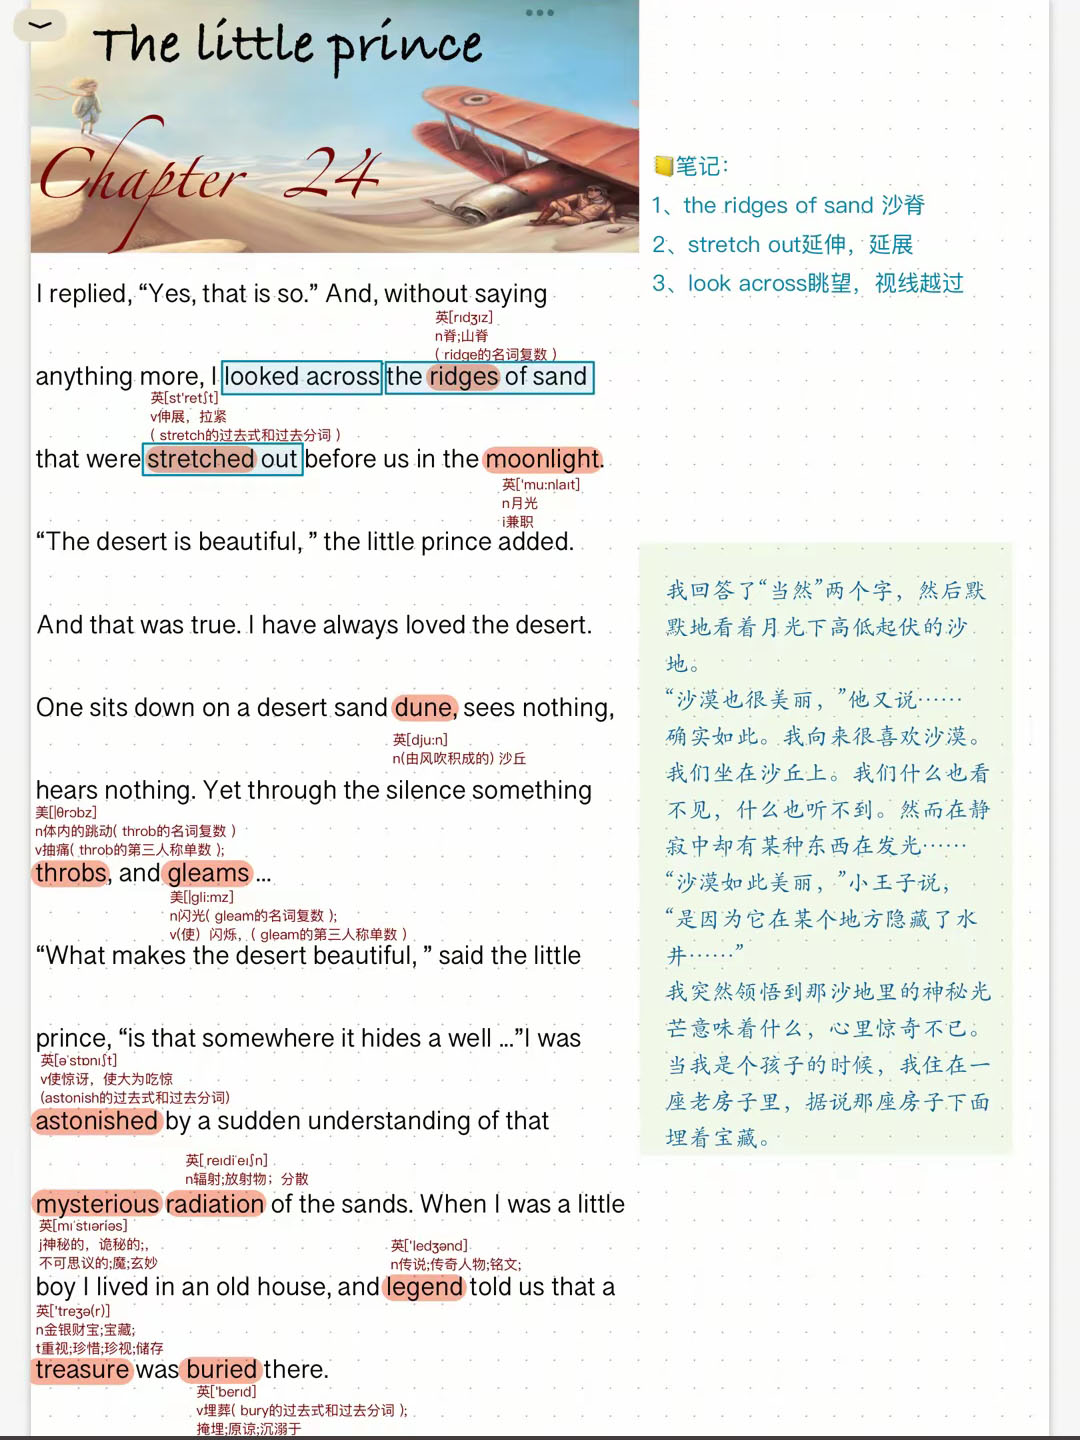 The little prince
Chapter 24
📒笔记：
1、the ridges of sand 沙脊
2、stretch out延伸，延展
3、look across眺望，视线越过
I replied, “Yes, that is so.” And, without saying
英[rɪdʒɪz]
n脊;山脊
( ridge的名词复数 )
anything more, I looked across the ridges of sand
英[st'retʃt]
v伸展，拉紧
( stretch的过去式和过去分词 )
that were stretched out before us in the moonlight.
英['mu:nlaɪt]
n月光
i兼职
“The desert is beautiful, ” the little prince added.
And that was true. I have always loved the desert.
One sits down on a desert sand dune, sees nothing,
英[dju:n]
n(由风吹积成的) 沙丘
hears nothing. Yet through the silence something
美[|θrɔbz]
n体内的跳动( throb的名词复数 )
v抽痛( throb的第三人称单数 );
throbs, and gleams ...
美[|gli:mz]
n闪光( gleam的名词复数 );
v(使）闪烁，( gleam的第三人称单数 )
“What makes the desert beautiful, ” said the little
prince, “is that somewhere it hides a well ...”I was
英[əˈstɒnɪʃt]
v使惊讶，使大为吃惊
(astonish的过去式和过去分词)
astonished by a sudden understanding of that
英[ˌreɪdiˈeɪʃn]
n辐射;放射物；分散
mysterious radiation of the sands. When I was a little
英[mɪˈstɪəriəs]
j神秘的，诡秘的;,
不可思议的;魔;玄妙
英['ledʒənd]
n传说;传奇人物;铭文;
boy I lived in an old house, and legend told us that a
英['treʒə(r)]
n金银财宝;宝藏;
t重视;珍惜;珍视;储存
treasure was buried there.
英['berɪd]
v埋葬( bury的过去式和过去分词 );
掩埋;原谅;沉溺于
我回答了“当然”两个字，然后默
默地看着月光下高低起伏的沙
地。
“沙漠也很美丽，”他又说……
确实如此。我向来很喜欢沙漠。
我们坐在沙丘上。我们什么也看
不见，什么也听不到。然而在静
寂中却有某种东西在发光……
“沙漠如此美丽，”小王子说，
“是因为它在某个地方隐藏了水
井……”
我突然领悟到那沙地里的神秘光
芒意味着什么，心里惊奇不已。
当我是个孩子的时候，我住在一
座老房子里，据说那座房子下面
埋着宝藏。